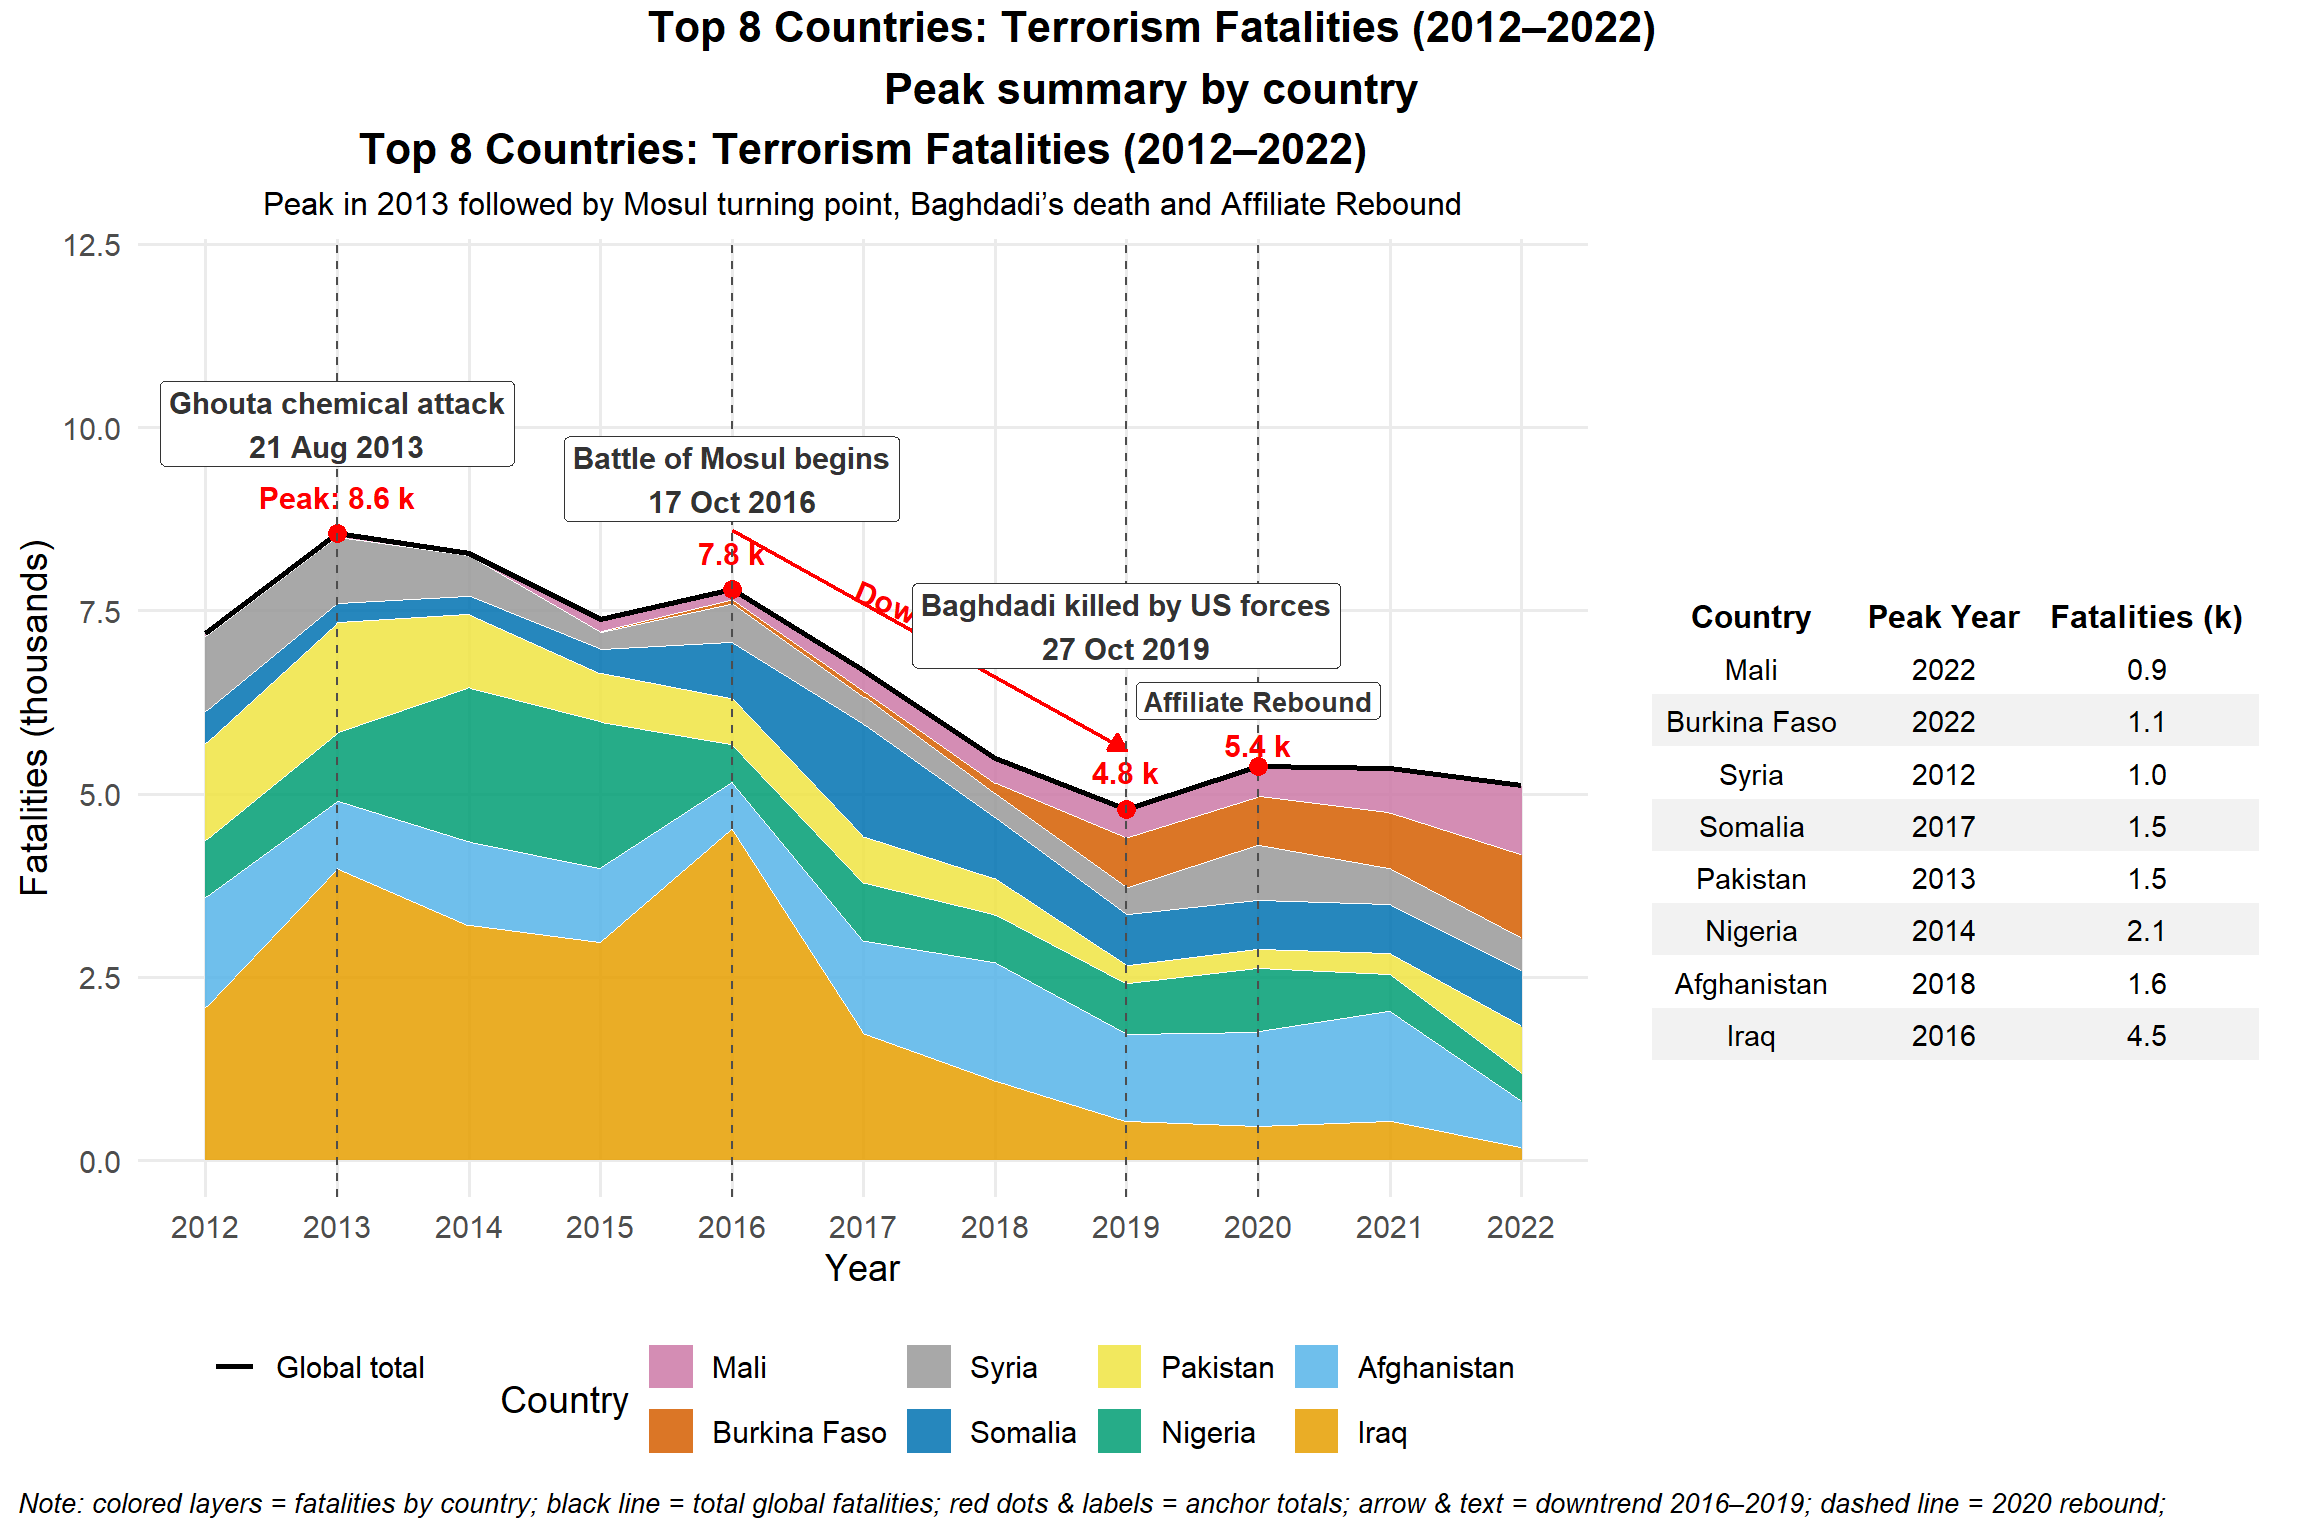 Top 8 Countries: Terrorism Fatalities (2012–2022)
Peak summary by country
Top 8 Countries: Terrorism Fatalities (2012–2022)
Peak in 2013 followed by Mosul turning point, Baghdadi’s death and Affiliate Rebound
Fatalities (thousands)
12.5
10.0
7.5
5.0
2.5
0.0
Ghouta chemical attack
21 Aug 2013
Peak: 8.6 k
Battle of Mosul begins
17 Oct 2016
7.8 k
Baghdadi killed by US forces
27 Oct 2019
Affiliate Rebound
5.4 k
4.8 k
2012 2013 2014 2015 2016 2017 2018 2019 2020 2021 2022
Year
Country Peak Year Fatalities (k)
Mali 2022 0.9
Burkina Faso 2022 1.1
Syria 2012 1.0
Somalia 2017 1.5
Pakistan 2013 1.5
Nigeria 2014 2.1
Afghanistan 2018 1.6
Iraq 2016 4.5
Global total
Country
Mali Syria Pakistan Afghanistan
Burkina Faso Somalia Nigeria Iraq
Note: colored layers = fatalities by country; black line = total global fatalities; red dots & labels = anchor totals; arrow & text = downtrend 2016–2019; dashed line = 2020 rebound;